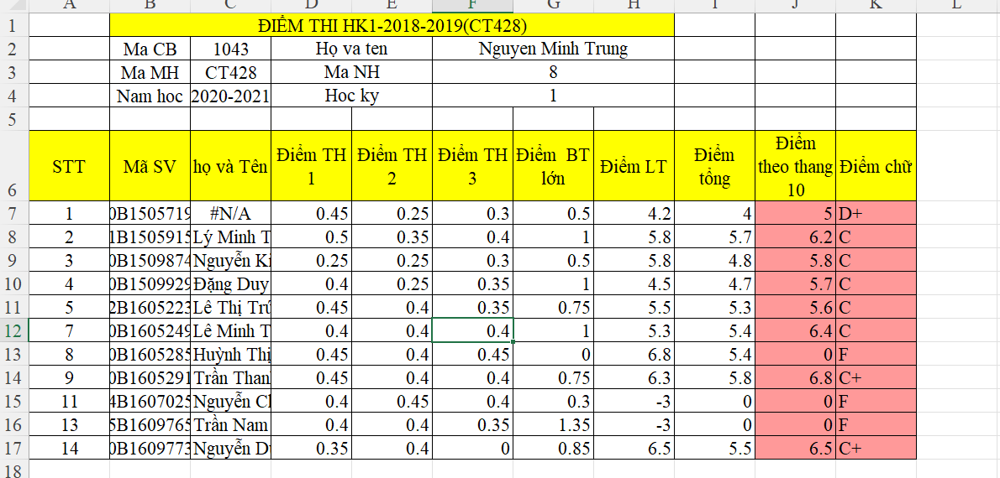 A B C D E F G H I J K L
1 ĐIỂM THI HK1-2018-2019(CT428)
2 Ma CB 1043 Họ va ten Nguyen Minh Trung
3 Ma MH CT428 Ma NH 8
4 Nam hoc 2020-2021 Hoc ky 1
5
6 STT Mã SV họ và Tên Điểm TH 1 Điểm TH 2 Điểm TH 3 Điểm BT lớn Điểm LT Điểm tổng Điểm theo thang 10 Điểm chữ
7 1 0B1505719 #N/A 0.45 0.25 0.3 0.5 4.2 4 5 D+
8 2 1B1505915 Lý Minh T 0.5 0.35 0.4 1 5.8 5.7 6.2 C
9 3 0B1509874 Nguyễn Ki 0.25 0.25 0.3 0.5 5.8 4.8 5.8 C
10 4 0B1509929 Đặng Duy 0.4 0.25 0.35 1 4.5 4.7 5.7 C
11 5 2B1605223 Lê Thị Trú 0.45 0.4 0.35 0.75 5.5 5.3 5.6 C
12 7 0B1605249 Lê Minh T 0.4 0.4 0.4 1 5.3 5.4 6.4 C
13 8 0B1605285 Huỳnh Thị 0.45 0.4 0.45 0 6.8 5.4 0 F
14 9 0B1605291 Trần Than 0.45 0.4 0.4 0.75 6.3 5.8 6.8 C+
15 11 4B1607025 Nguyễn Ch 0.4 0.45 0.4 0.3 -3 0 0 F
16 13 5B1609765 Trần Nam 0.4 0.4 0.35 1.35 -3 0 0 F
17 14 0B1609773 Nguyễn D 0.35 0.4 0 0.85 6.5 5.5 6.5 C+
18